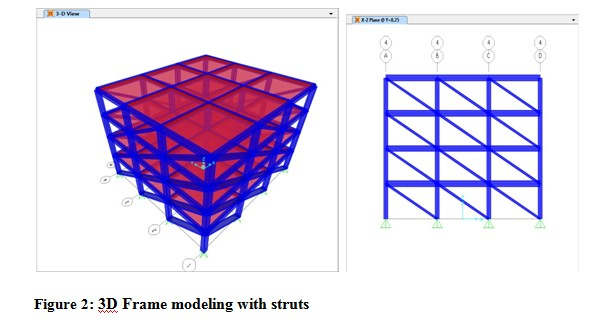 3-D View
X-Z Plane @ Y=8.25
4 4 4 4
A B C D
Figure 2: 3D Frame modeling with struts